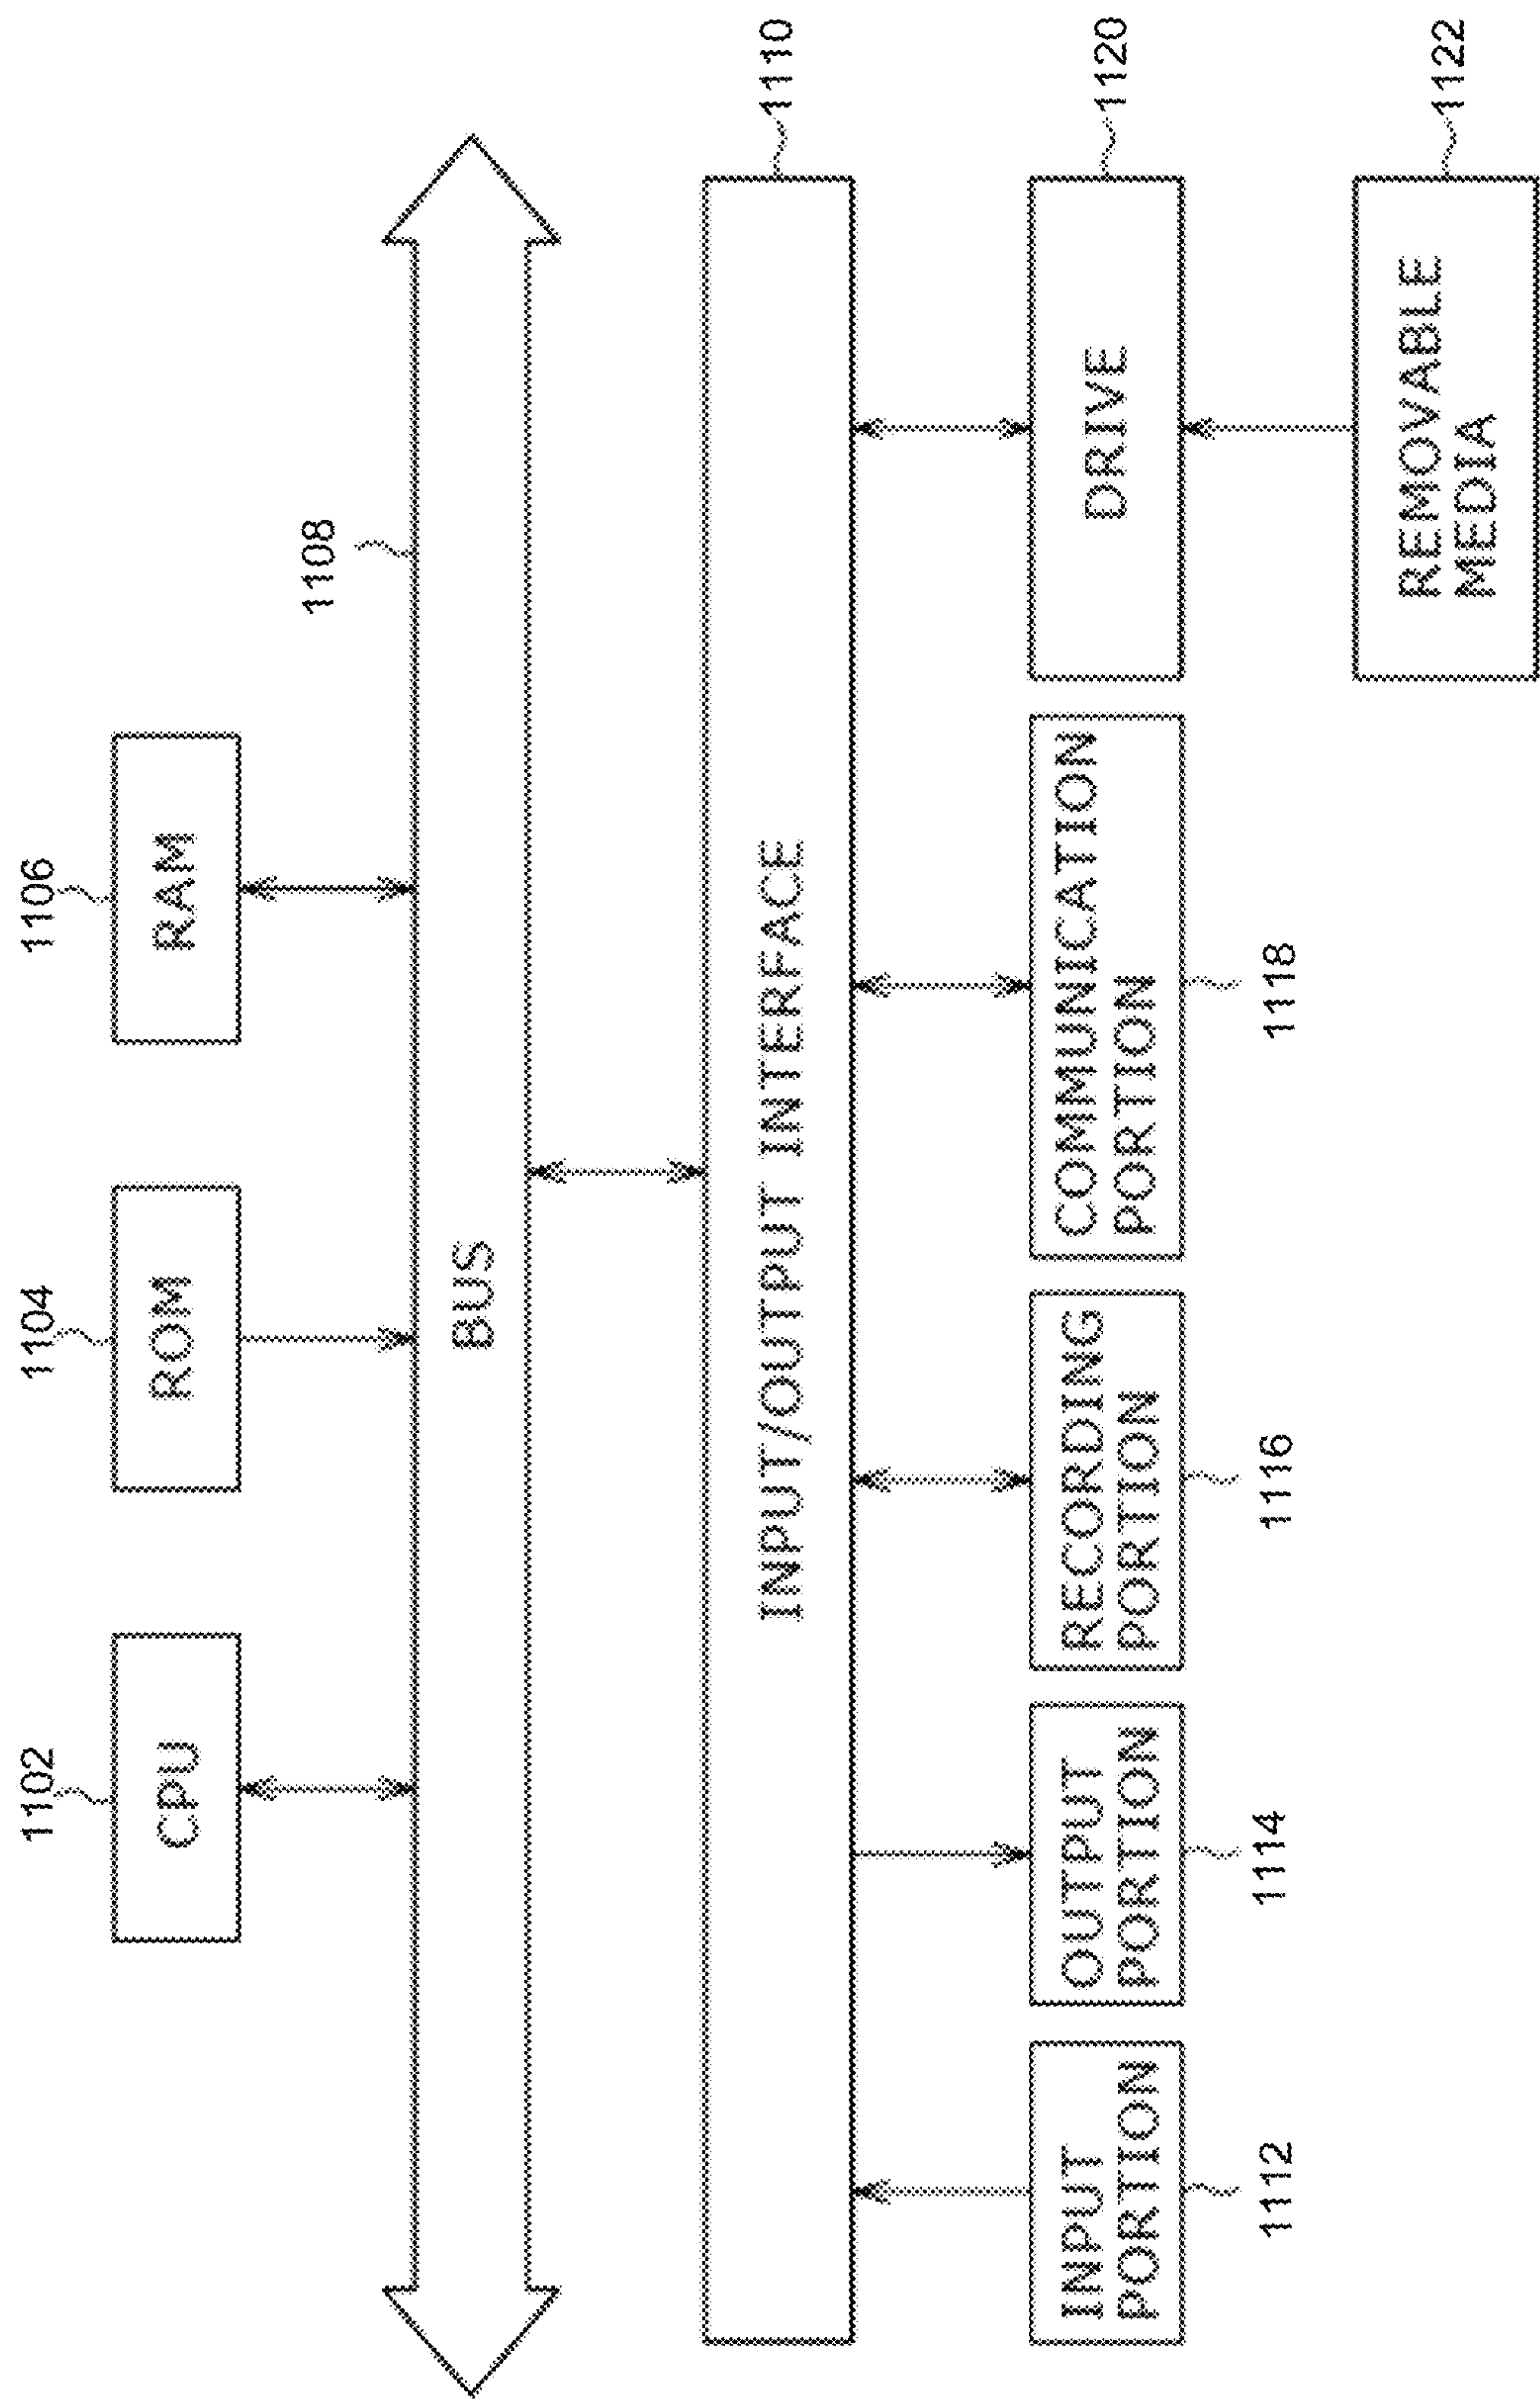 1102
1104
1106
CPU
ROM
RAM
1108
BUS
INPUT/OUTPUT INTERFACE
1110
INPUT
PORTION
OUTPUT
PORTION
RECORDING
PORTION
COMMUNICATION
PORTION
DRIVE
1120
1112
1114
1116
1118
REMOVABLE
MEDIA
1122